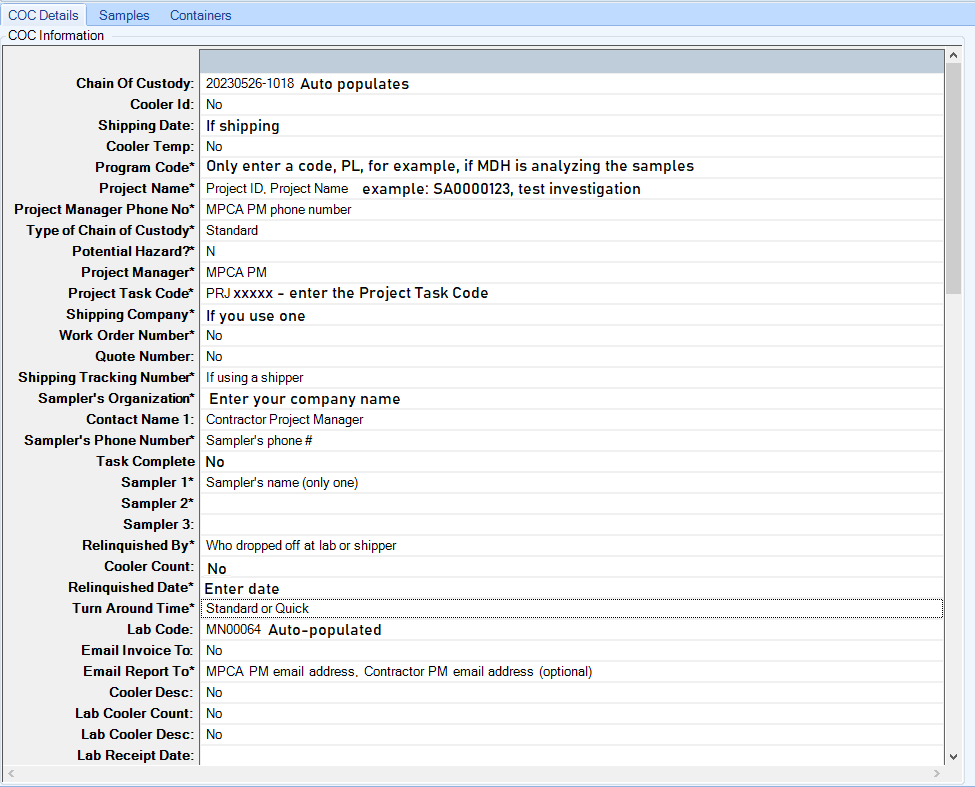 COC Details Samples Containers
COC Information
Chain Of Custody: 20230526-1018 Auto populates
Cooler Id: No
Shipping Date: If shipping
Cooler Temp: No
Program Code* Only enter a code, PL, for example, if MDH is analyzing the samples
Project Name* Project ID, Project Name example: SA0000123, test investigation
Project Manager Phone No* MPCA PM phone number
Type of Chain of Custody* Standard
Potential Hazard?* N
Project Manager* MPCA PM
Project Task Code* PRJ xxxxx - enter the Project Task Code
Shipping Company* If you use one
Work Order Number* No
Quote Number: No
Shipping Tracking Number* If using a shipper
Sampler's Organization* Enter your company name
Contact Name 1: Contractor Project Manager
Sampler's Phone Number* Sampler's phone #
Task Complete No
Sampler 1* Sampler's name (only one)
Sampler 2*
Sampler 3:
Relinquished By* Who dropped off at lab or shipper
Cooler Count: No
Relinquished Date* Enter date
Turn Around Time* Standard or Quick
Lab Code: MN00064 Auto-populated
Email Invoice To: No
Email Report To* MPCA PM email address, Contractor PM email address (optional)
Cooler Desc: No
Lab Cooler Count: No
Lab Cooler Desc: No
Lab Receipt Date: